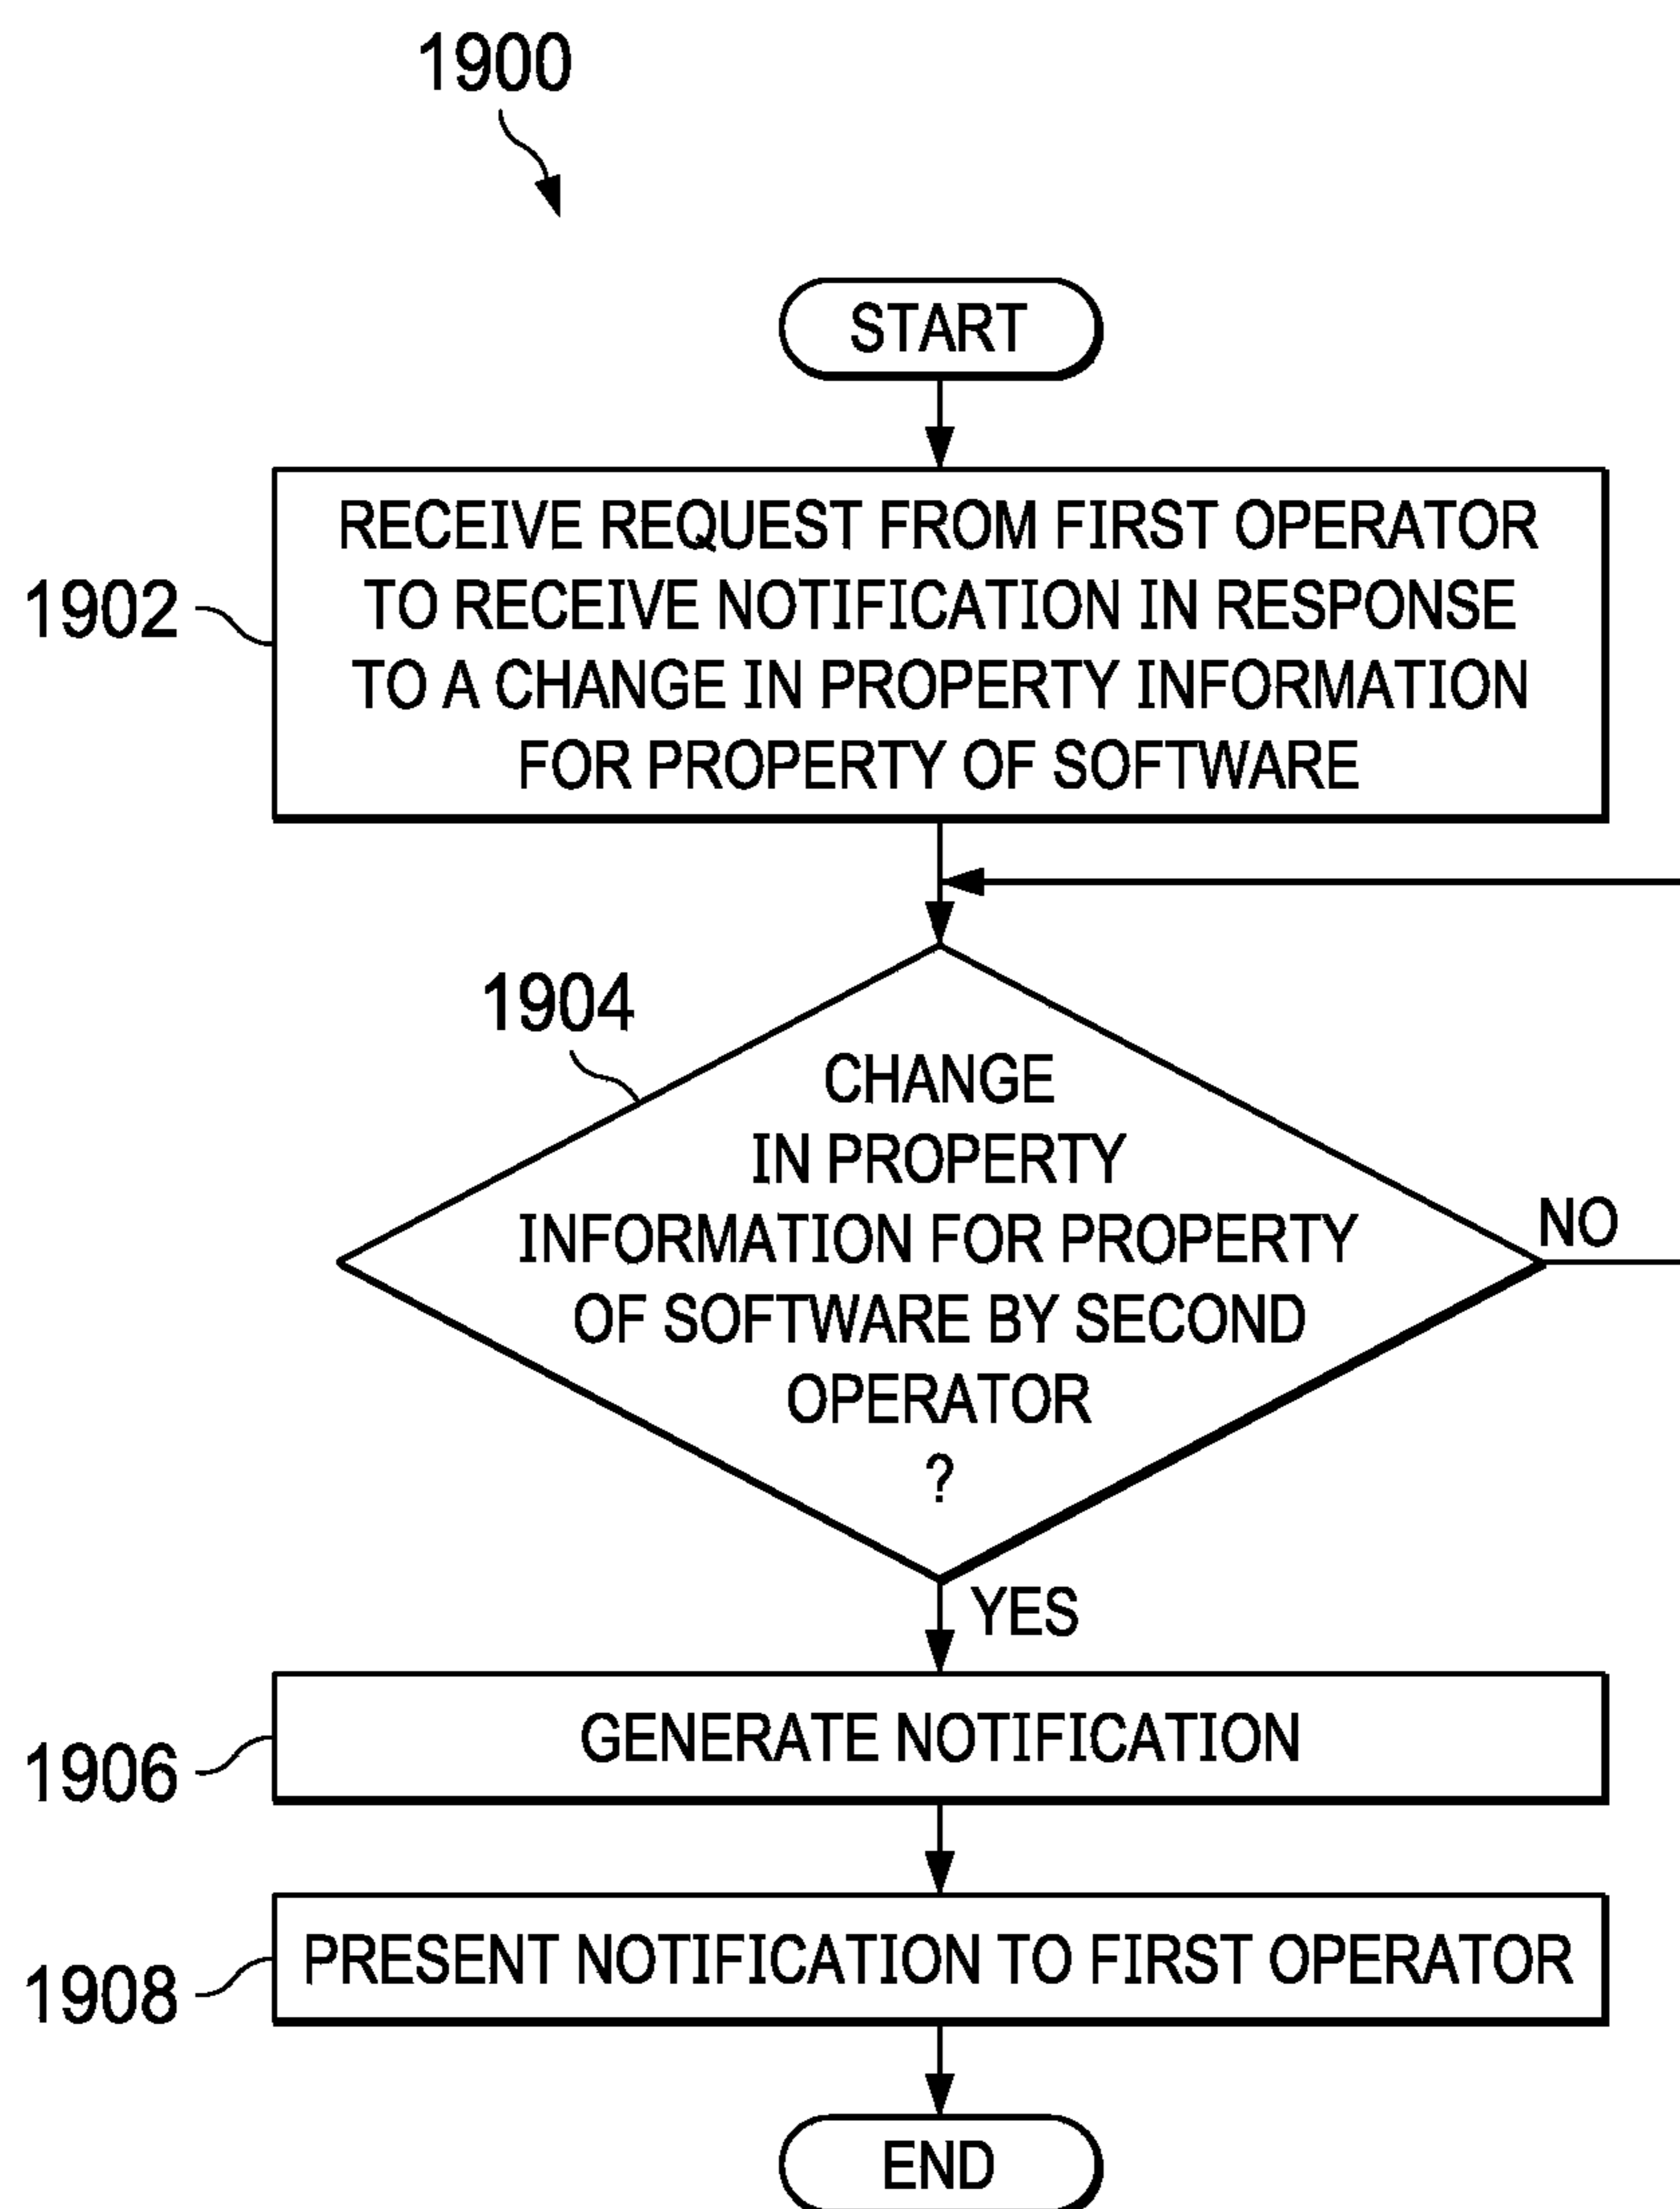 1900
START
1902
RECEIVE REQUEST FROM FIRST OPERATOR
TO RECEIVE NOTIFICATION IN RESPONSE
TO A CHANGE IN PROPERTY INFORMATION
FOR PROPERTY OF SOFTWARE
1904
CHANGE
IN PROPERTY
INFORMATION FOR PROPERTY
OF SOFTWARE BY SECOND
OPERATOR
?
NO
YES
1906
GENERATE NOTIFICATION
1908
PRESENT NOTIFICATION TO FIRST OPERATOR
END